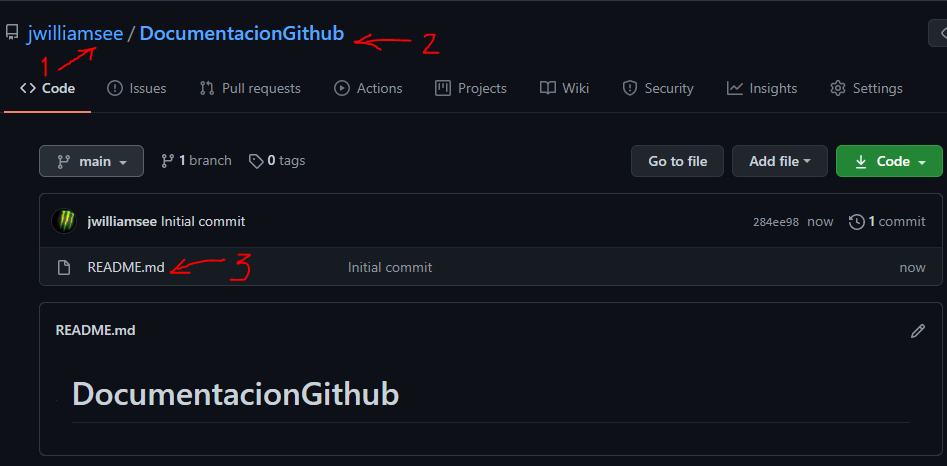 jwilliamsee / DocumentacionGithub
2
1
Code Issues Pull requests Actions Projects Wiki Security Insights Settings
main 1 branch 0 tags Go to file Add file Code
jwilliamsee Initial commit 284ee98 now 1 commit
README.md 3 Initial commit now
README.md
DocumentacionGithub